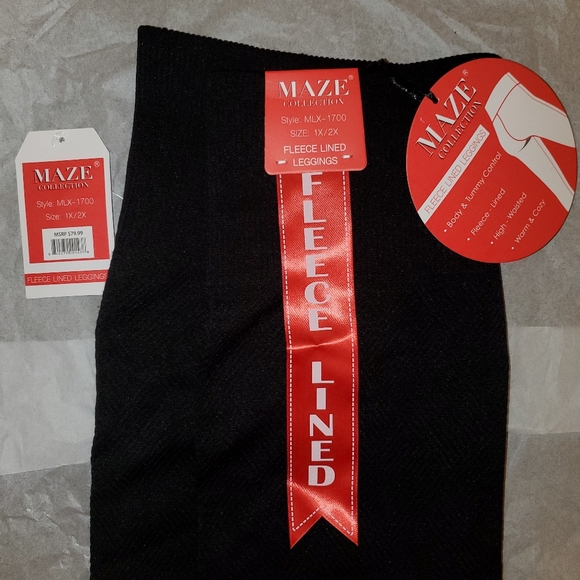 MAZE®
COLLECTION
Style: MLX-1700
SIZE: 1X/2X
MSRP $79.99
FLEECE LINED LEGGINGS
MAZE®
COLLECTION
Style: MLX-1700
SIZE: 1X/2X
FLEECE LINED
LEGGINGS
FLEECE LINED
MAZE®
COLLECTION
FLEECE LINED LEGGINGS
• Body & Tummy Control
• Fleece - Lined
• High - Waisted
• Warm & Cozy